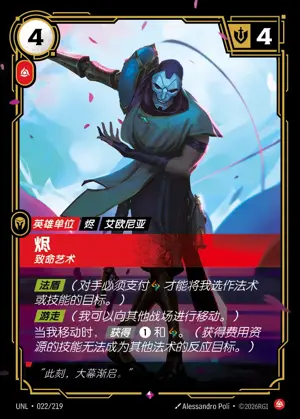 4
4
英雄单位 烬 艾欧尼亚
烬
致命艺术
法盾 (对手必须支付才能将我选作法术
或技能的目标。)
游走 (我可以向其他战场进行移动。)
当我移动时,获得 1 和。(获得费用资
源的技能无法成为其他法术的反应目标。)
“此刻,大幕渐启。”
UNL • 022/219
Alessandro Poli
©2026RGI